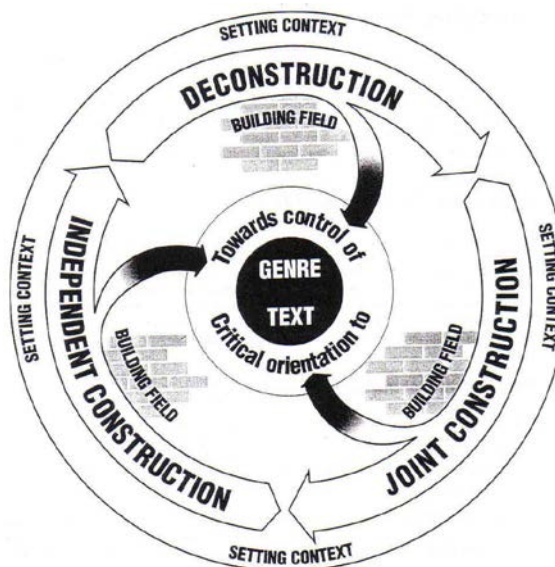 SETTING CONTEXT
DECONSTRUCTION
BUILDING FIELD
SETTING CONTEXT
INDEPENDENT CONSTRUCTION
BUILDING FIELD
Towards control of
GENRE
TEXT
Critical orientation to
BUILDING FIELD
JOINT CONSTRUCTION
SETTING CONTEXT
SETTING CONTEXT